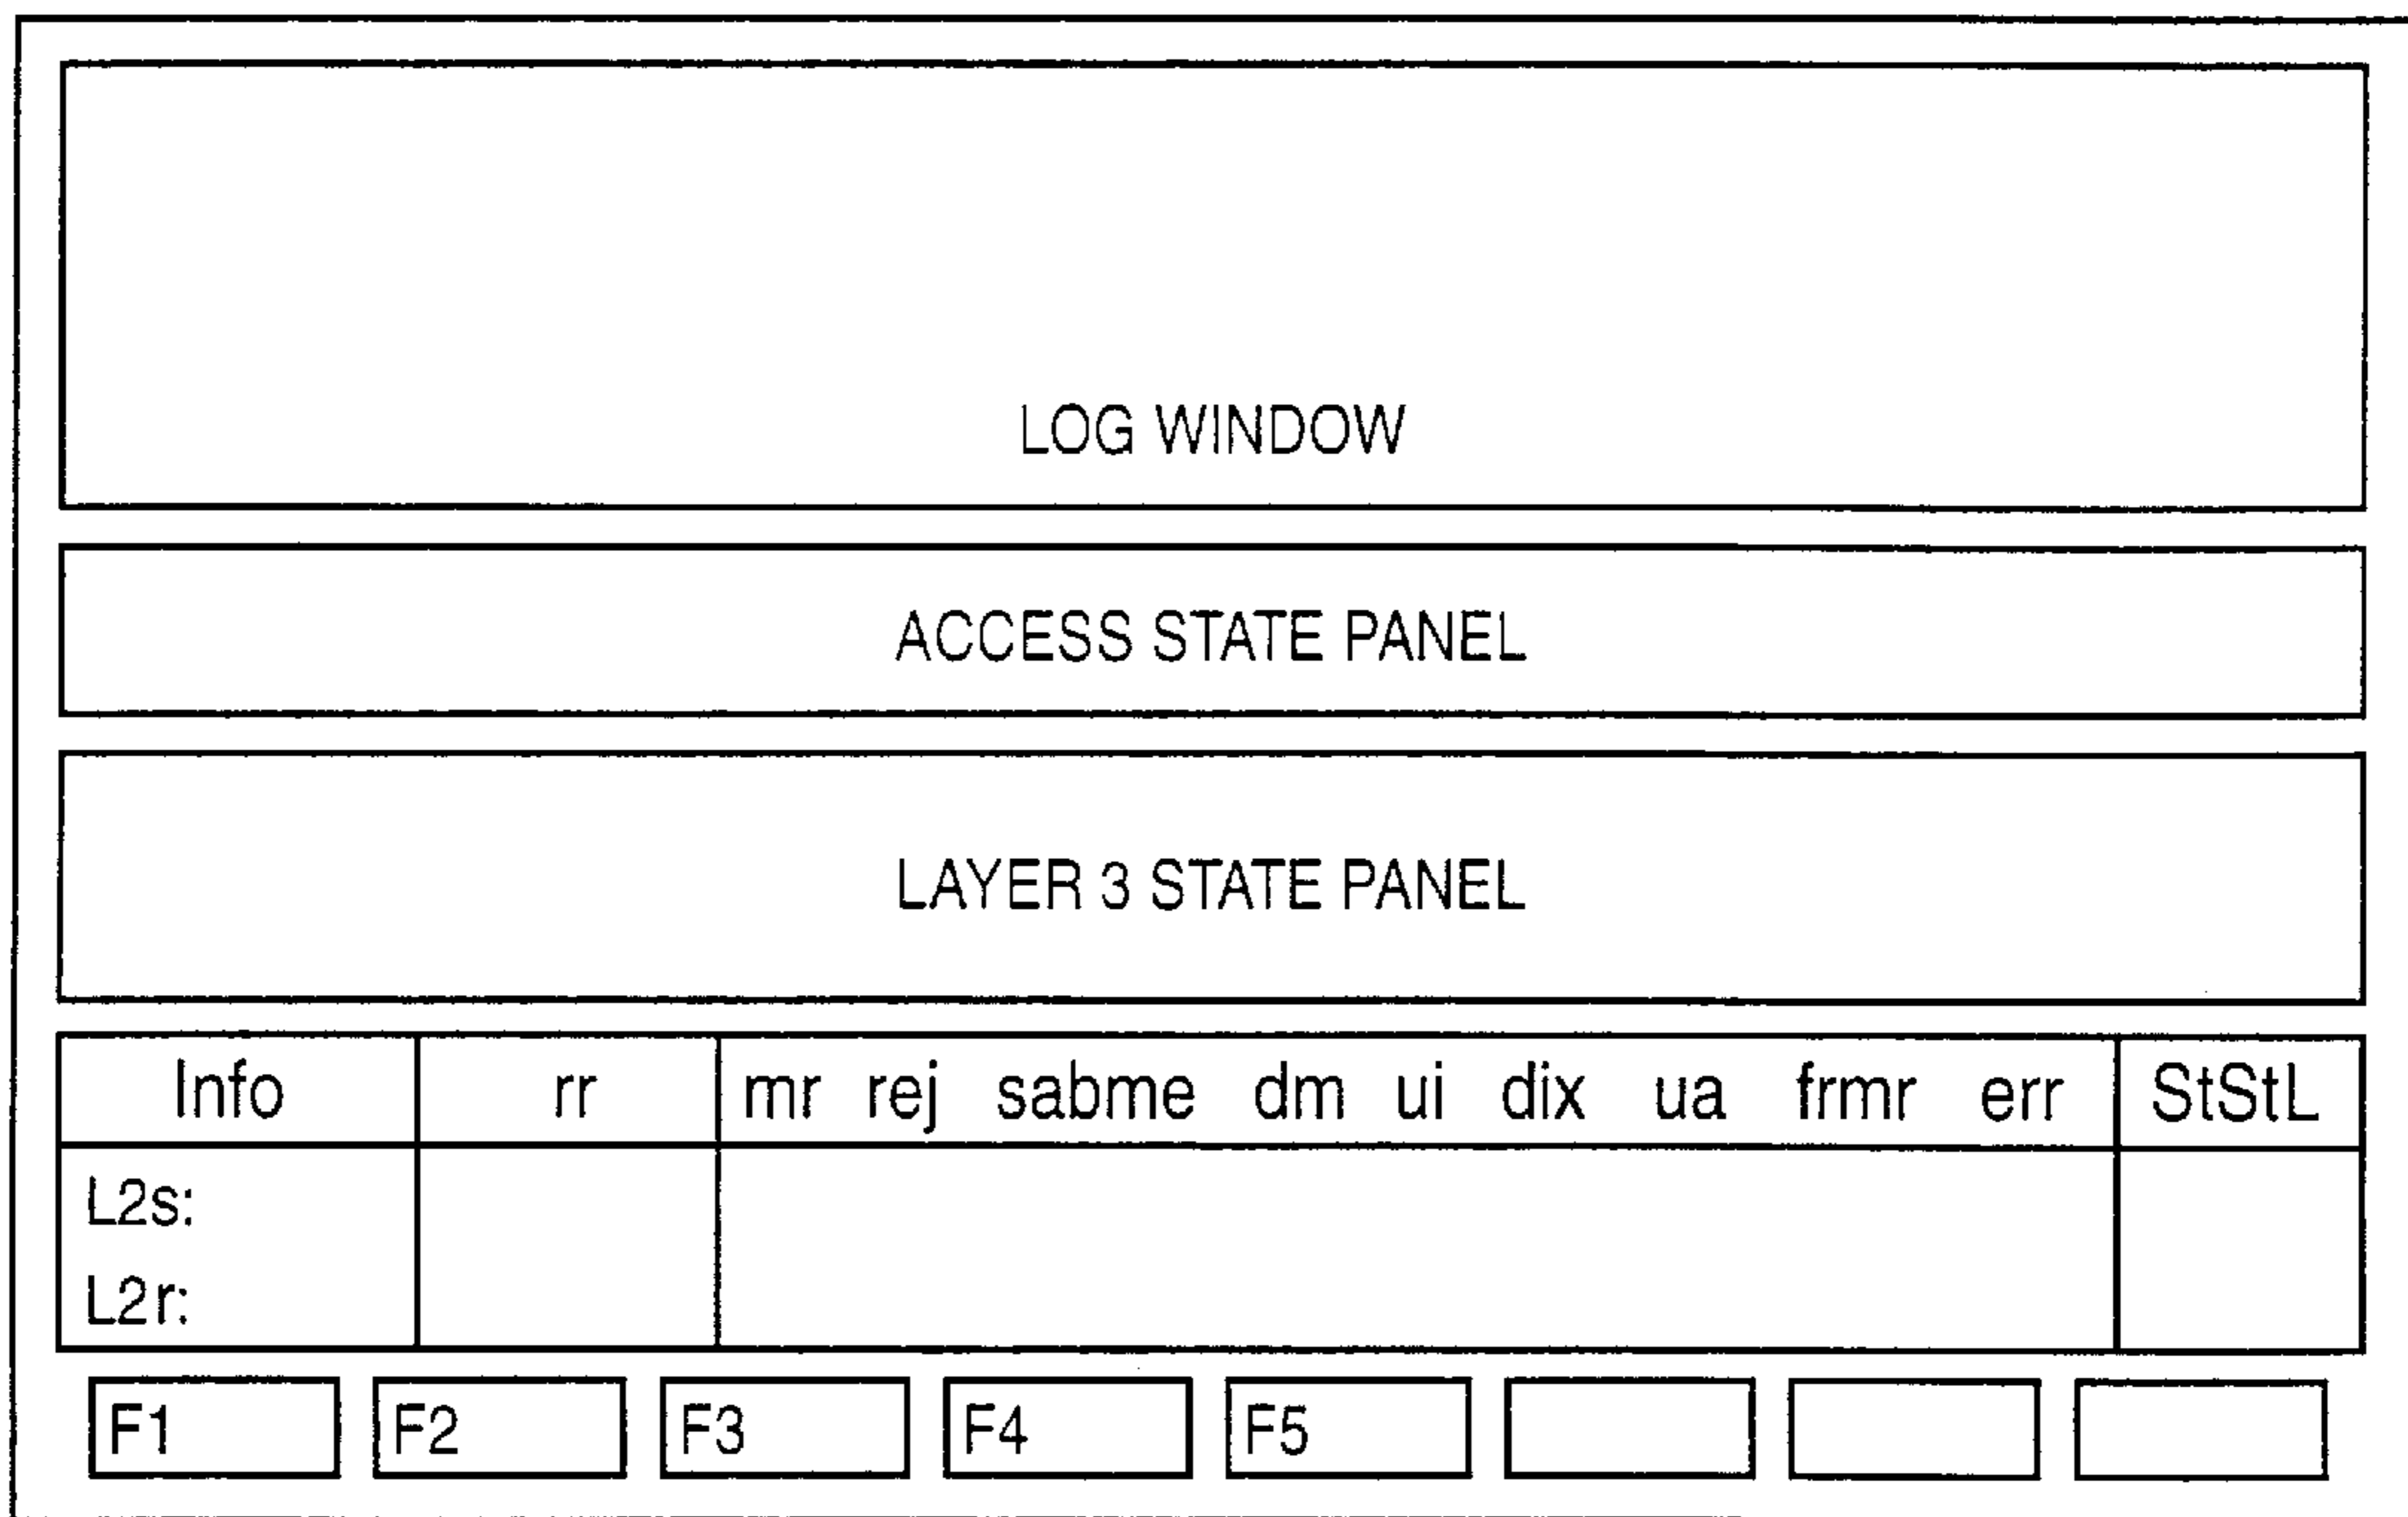 LOG WINDOW
ACCESS STATE PANEL
LAYER 3 STATE PANEL
Info rr mr rej sabme dm ui dix ua frmr err StStL
L2s:
L2r:
F1 F2 F3 F4 F5